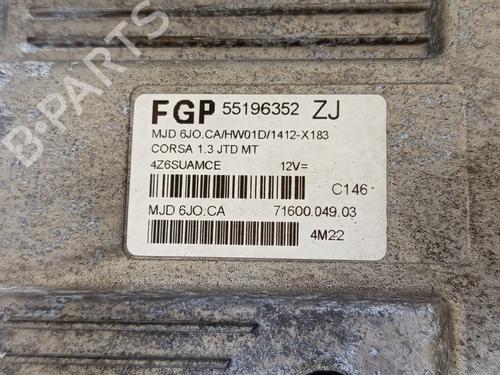 FGP 55196352 ZJ
MJD 6JO.CA/HW01D/1412-X183
CORSA 1.3 JTD MT
4Z6SUAMCE 12V=
C146
MJD 6JO.CA 71600.049.03
4M22
B-PARTS